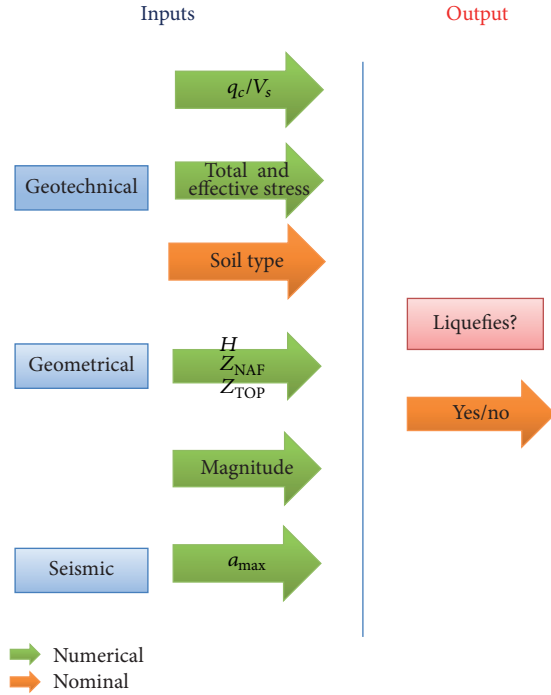 Inputs
Output
q_c/V_s
Total and
effective stress
Geotechnical
Soil type
Liquefies?
H
Z_NAF
Z_TOP
Geometrical
Yes/no
Magnitude
Seismic
a_max
Numerical
Nominal